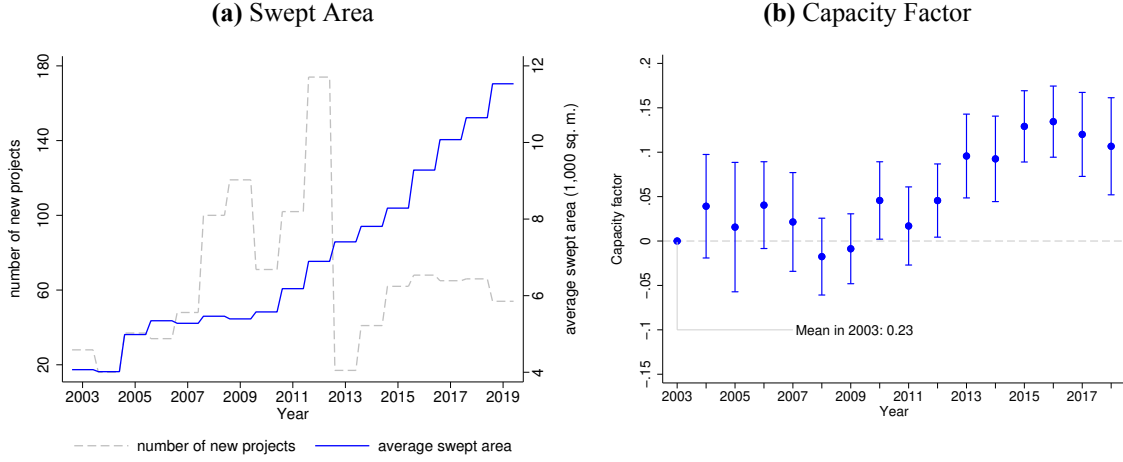 (a) Swept Area
number of new projects
180
140
100
60
20
12
10
8
6
4
average swept area (1,000 sq. m.)
2003 2005 2007 2009 2011 2013 2015 2017 2019
Year
number of new projects average swept area
(b) Capacity Factor
Capacity factor
.2
.15
.1
.05
0
-.05
-.1
-.15
Mean in 2003: 0.23
2003 2005 2007 2009 2011 2013 2015 2017
Year